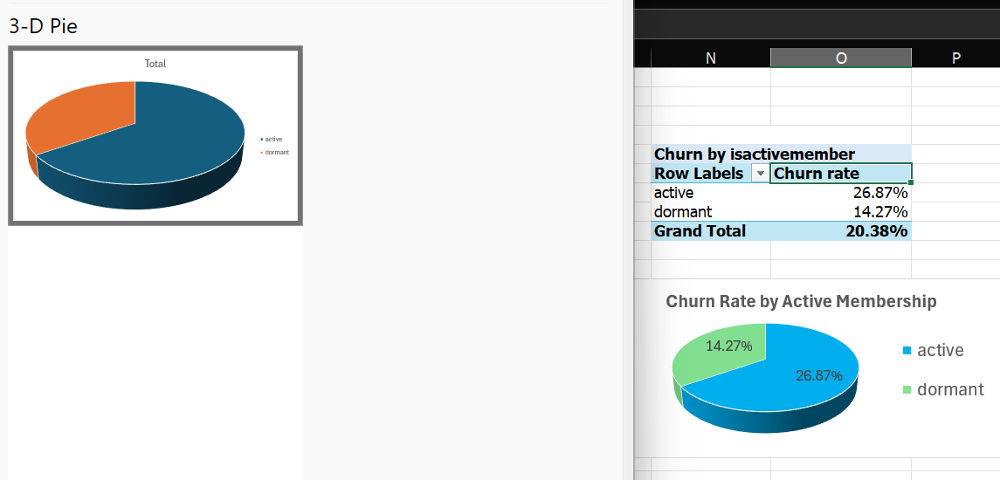 3-D Pie
Total
active
dormant
N O P
Churn by isactivemember
Row Labels Churn rate
active 26.87%
dormant 14.27%
Grand Total 20.38%
Churn Rate by Active Membership
14.27%
26.87%
active
dormant